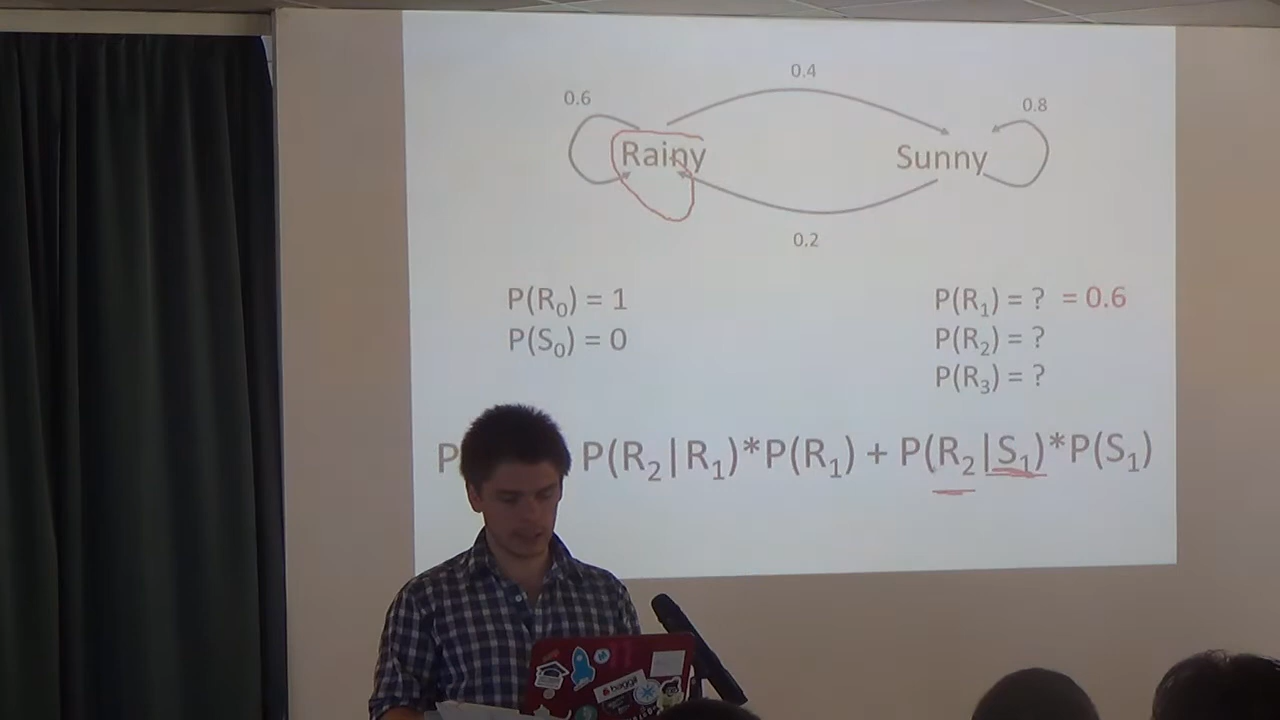 0.4
0.6
0.8
Rainy
Sunny
0.2
P(R₀) = 1
P(S₀) = 0
P(R₁) = ? = 0.6
P(R₂) = ?
P(R₃) = ?
P P(R₂|R₁)*P(R₁) + P(R₂|S₁)*P(S₁)